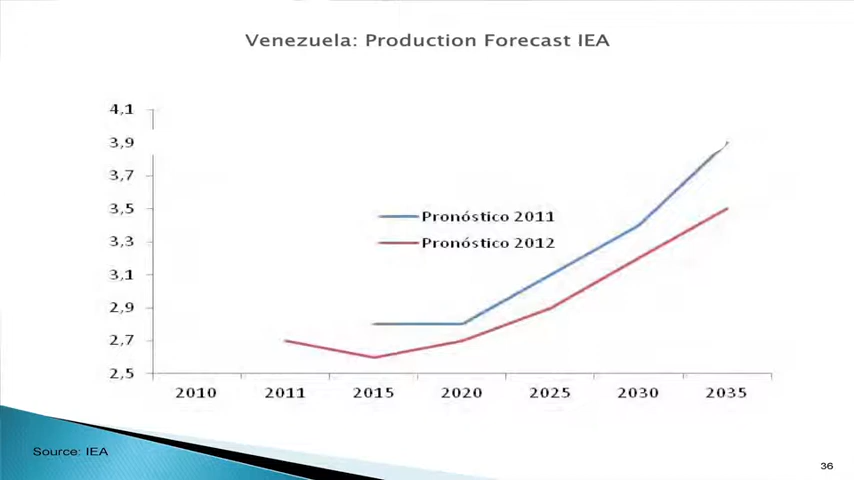 Venezuela: Production Forecast IEA
4,1
3,9
3,7
3,5
3,3
3,1
2,9
2,7
2,5
Pronóstico 2011
Pronóstico 2012
2010 2011 2015 2020 2025 2030 2035
Source: IEA
36